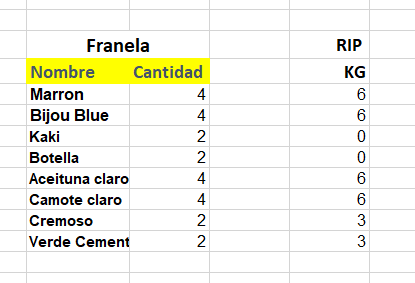 Franela RIP
Nombre Cantidad KG
Marron 4 6
Bijou Blue 4 6
Kaki 2 0
Botella 2 0
Aceituna claro 4 6
Camote claro 4 6
Cremoso 2 3
Verde Cement 2 3